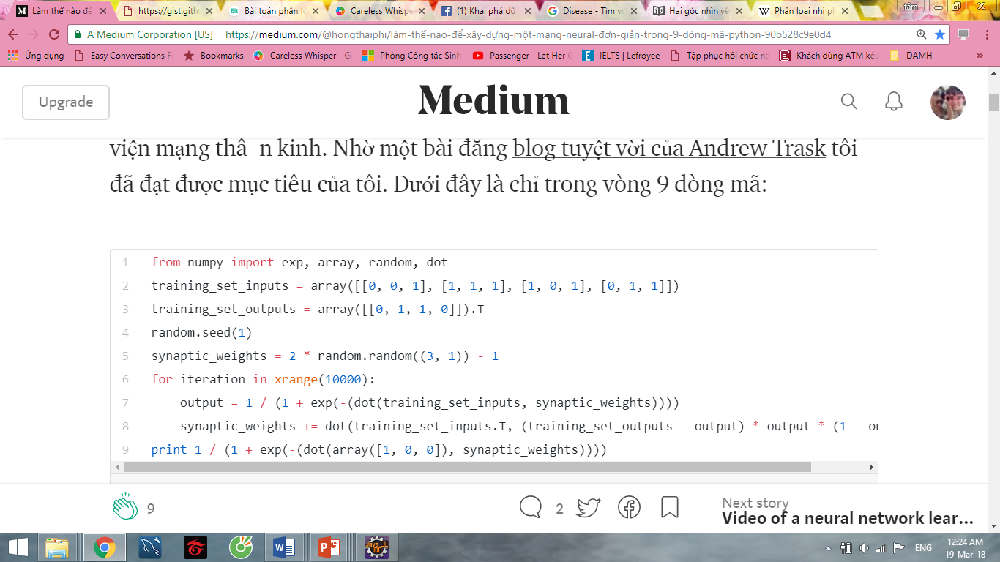 Làm thế nào để
https://gist.gith
Bài toán phân lo
Careless Whispe
(1) Khai phá dữ
Disease - Tìm v
Hai góc nhìn về
Phân loại nhị ph
tâm
A Medium Corporation [US]
https://medium.com/@hongthaiphi/làm-thế-nào-để-xây-dựng-một-mạng-neural-đơn-giản-trong-9-dòng-mã-python-90b528c9e0d4
Ứng dụng
Easy Conversations F
Bookmarks
Careless Whisper - G
Phòng Công tác Sinh
Passenger - Let Her G
IELTS | Lefroyee
Tập phục hồi chức nă
Khách dùng ATM kêu
DAMH
»
Upgrade
Medium
viện mạng thâ n kinh. Nhờ một bài đăng blog tuyệt vời của Andrew Trask tôi
đã đạt được mục tiêu của tôi. Dưới đây là chỉ trong vòng 9 dòng mã:
1 from numpy import exp, array, random, dot
2 training_set_inputs = array([[0, 0, 1], [1, 1, 1], [1, 0, 1], [0, 1, 1]])
3 training_set_outputs = array([[0, 1, 1, 0]]).T
4 random.seed(1)
5 synaptic_weights = 2 * random.random((3, 1)) - 1
6 for iteration in xrange(10000):
7     output = 1 / (1 + exp(-(dot(training_set_inputs, synaptic_weights))))
8     synaptic_weights += dot(training_set_inputs.T, (training_set_outputs - output) * output * (1 - ou
9 print 1 / (1 + exp(-(dot(array([1, 0, 0]), synaptic_weights))))
9
2
Next story
Video of a neural network lear...
Java EE
IDE
ENG
12:24 AM
19-Mar-18